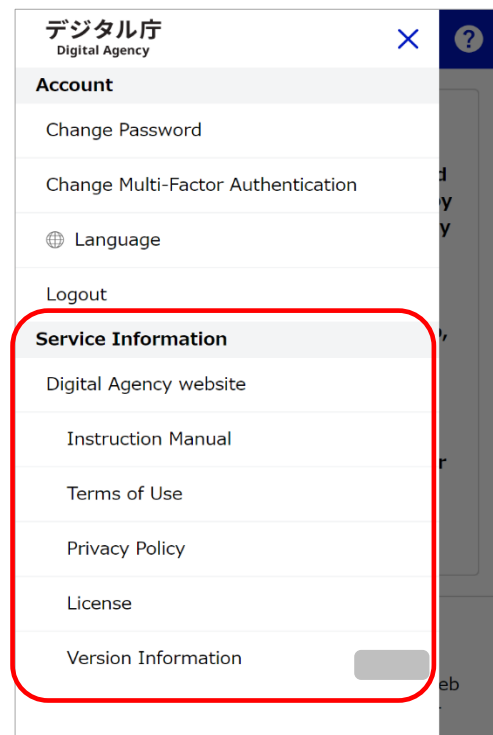 デジタル庁
Digital Agency
?
Account
Change Password
Change Multi-Factor Authentication
Language
Logout
Service Information
Digital Agency website
Instruction Manual
Terms of Use
Privacy Policy
License
Version Information